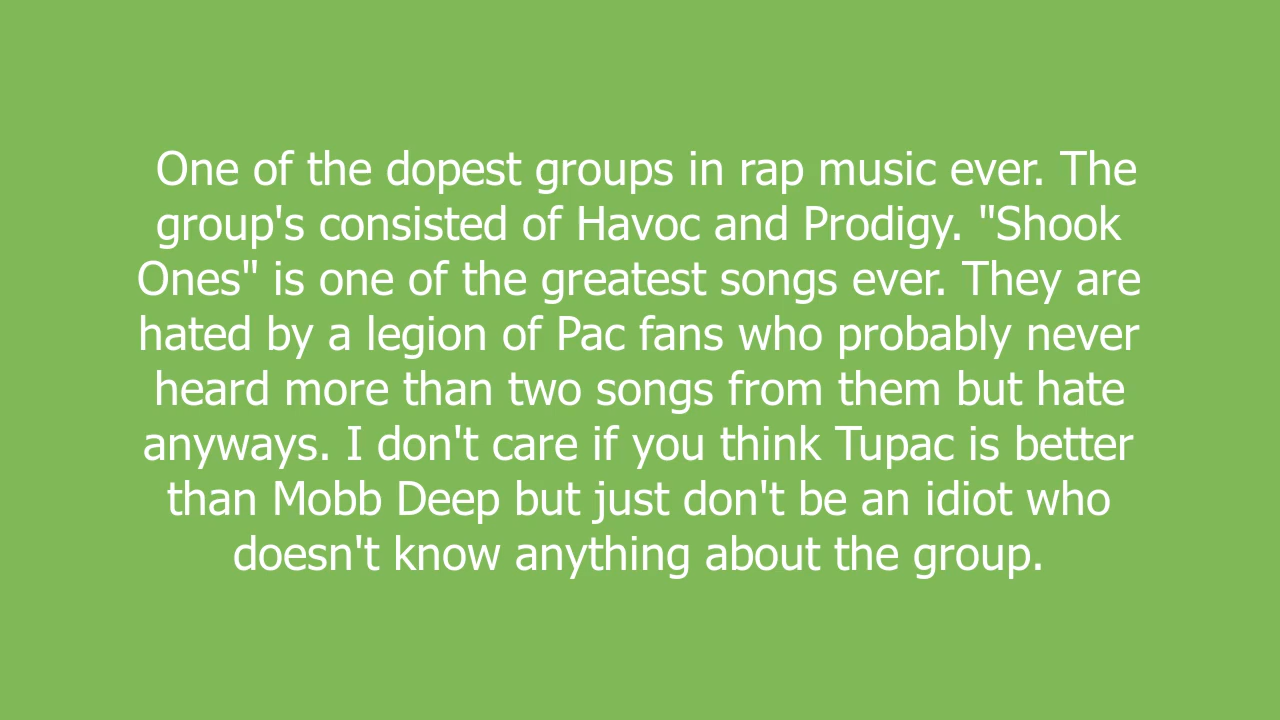 One of the dopest groups in rap music ever. The
group's consisted of Havoc and Prodigy. "Shook
Ones" is one of the greatest songs ever. They are
hated by a legion of Pac fans who probably never
heard more than two songs from them but hate
anyways. I don't care if you think Tupac is better
than Mobb Deep but just don't be an idiot who
doesn't know anything about the group.